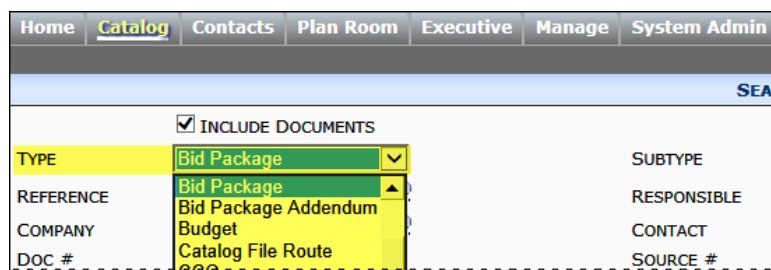 Home Catalog Contacts Plan Room Executive Manage System Admin
SEA
INCLUDE DOCUMENTS
TYPE Bid Package SUBTYPE
Bid Package
REFERENCE RESPONSIBLE
Bid Package Addendum
COMPANY Budget CONTACT
Catalog File Route
DOC # SOURCE #